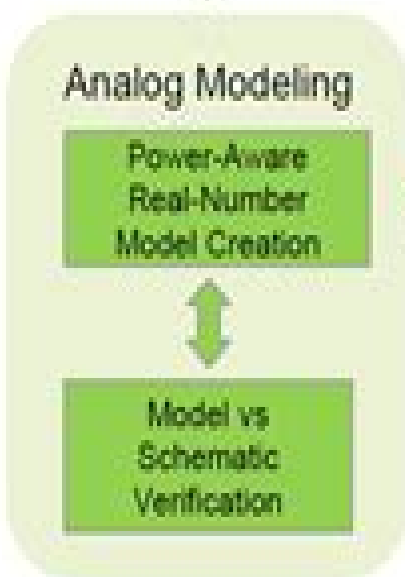 Analog Modeling
Power-Aware
Real-Number
Model Creation
Model vs
Schematic
Verification